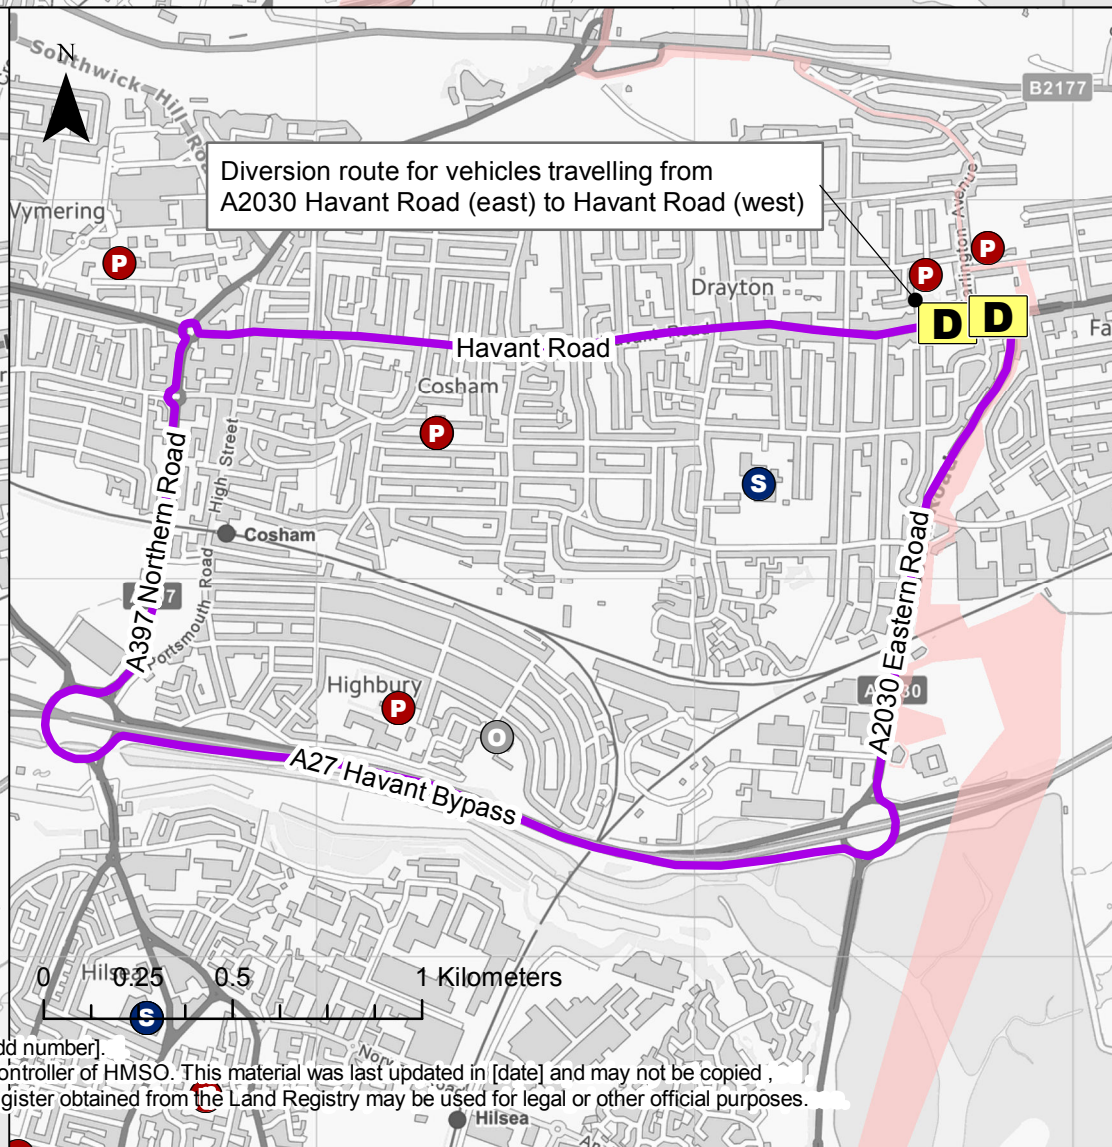 N
Southwick Hill Road
B2177
Diversion route for vehicles travelling from
A2030 Havant Road (east) to Havant Road (west)
Wymering
P
P
P
Drayton
D
D
Havant Road
Cosham
P
S
High Street
A397 Northern Road
Cosham
Portsmouth Road
A2030 Eastern Road
Highbury
P
O
A27 Havant Bypass
Hilsea
0 0.25 0.5 1 Kilometers
S
dd number].
ontroller of HMSO. This material was last updated in [date] and may not be copied ,
gister obtained from the Land Registry may be used for legal or other official purposes.
Hilsea